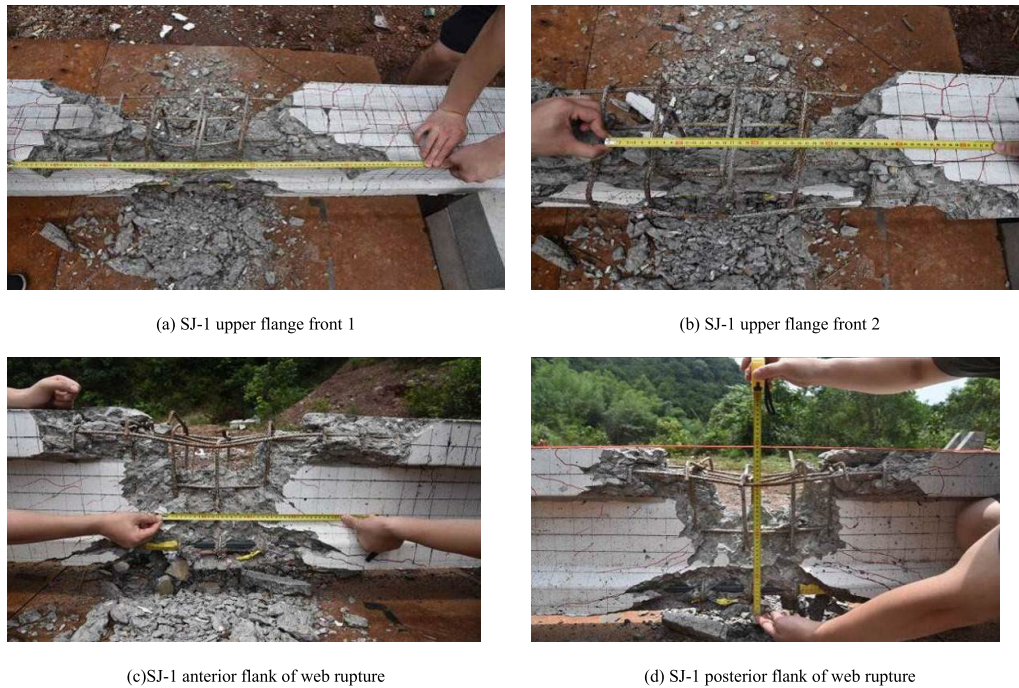 (a) SJ-1 upper flange front 1
(b) SJ-1 upper flange front 2
(c)SJ-1 anterior flank of web rupture
(d) SJ-1 posterior flank of web rupture